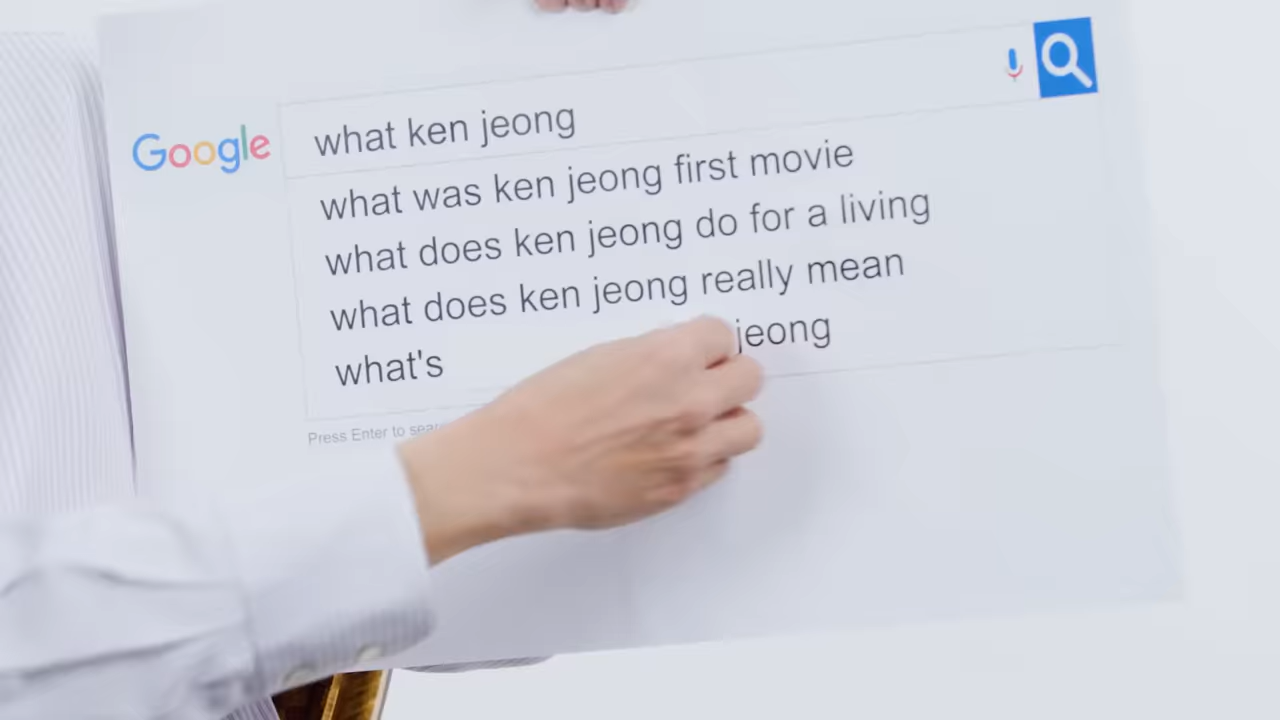 Google
what ken jeong
what was ken jeong first movie
what does ken jeong do for a living
what does ken jeong really mean
what's jeong
Press Enter to